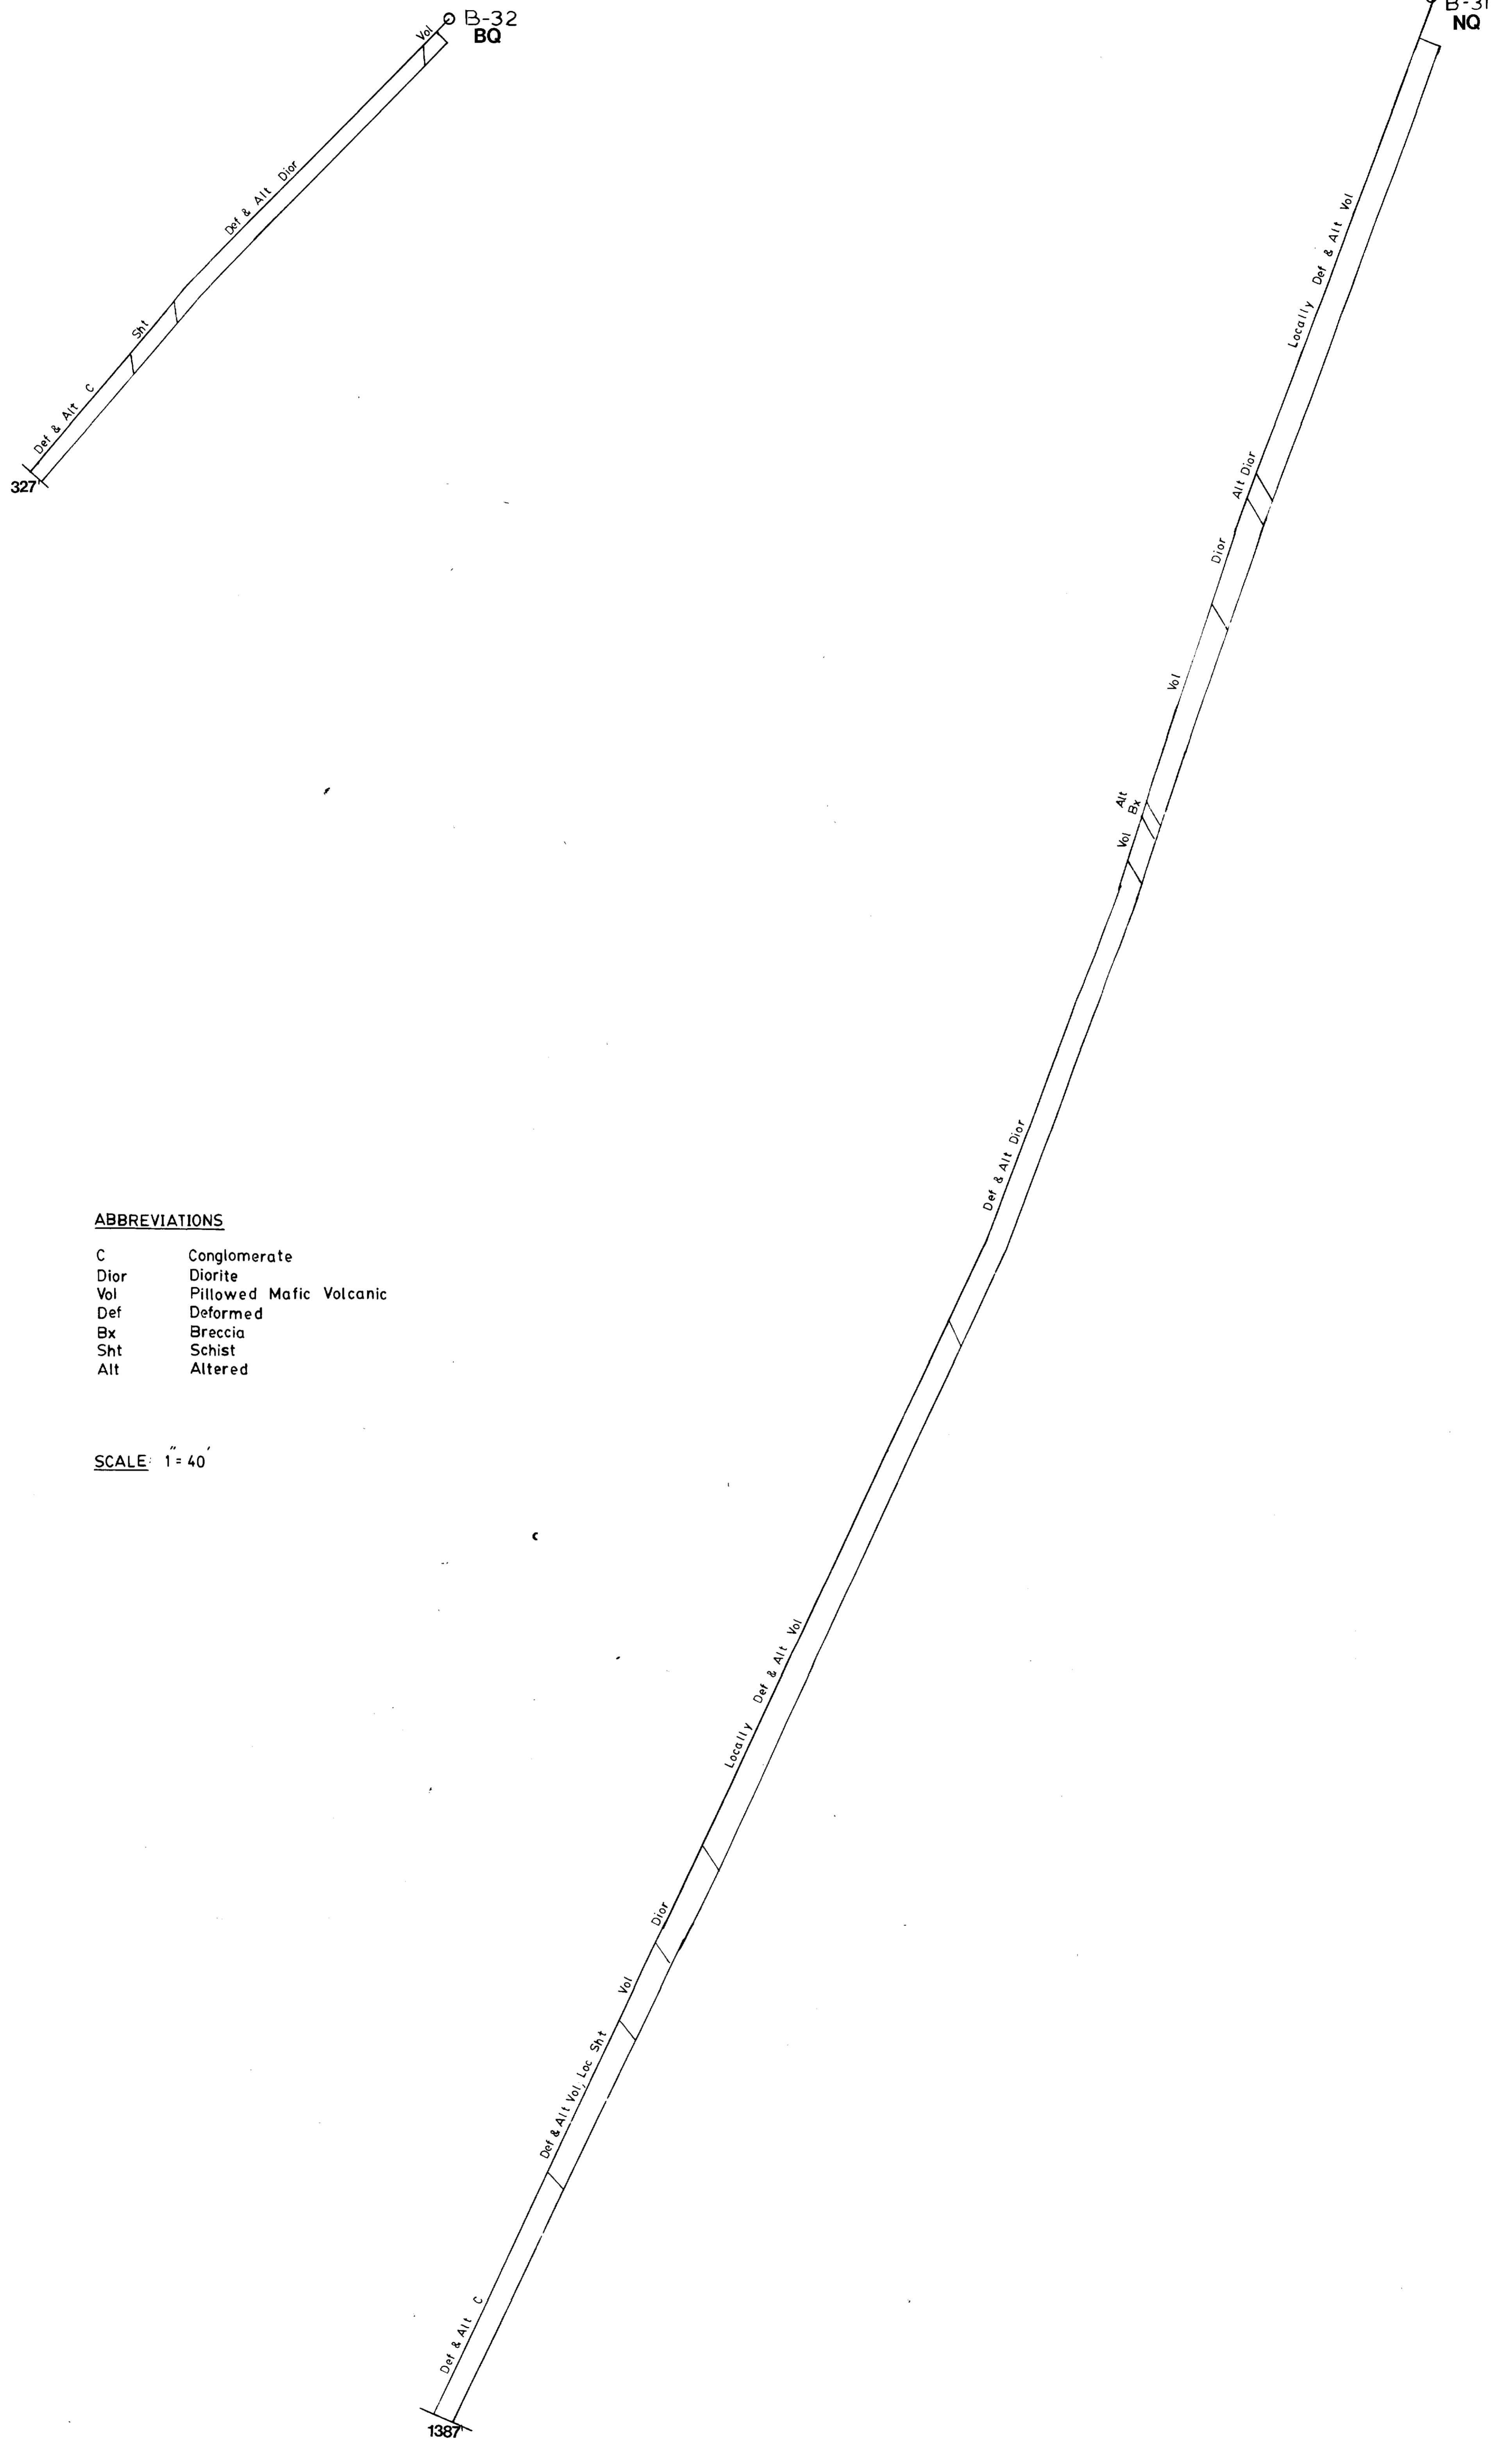 B-32
BQ
Vol
Def & Alt Dior
Sht
Def & Alt C
327'
B-31
NQ
Locally Def & Alt Vol
Alt Dior
Dior
Vol
Alt
Bx
Vol
Def & Alt Dior
Locally Def & Alt Vol
Dior
Vol
Def & Alt Vol, Loc Sht
Def & Alt C
1387'
ABBREVIATIONS
C Conglomerate
Dior Diorite
Vol Pillowed Mafic Volcanic
Def Deformed
Bx Breccia
Sht Schist
Alt Altered
SCALE: 1" = 40'